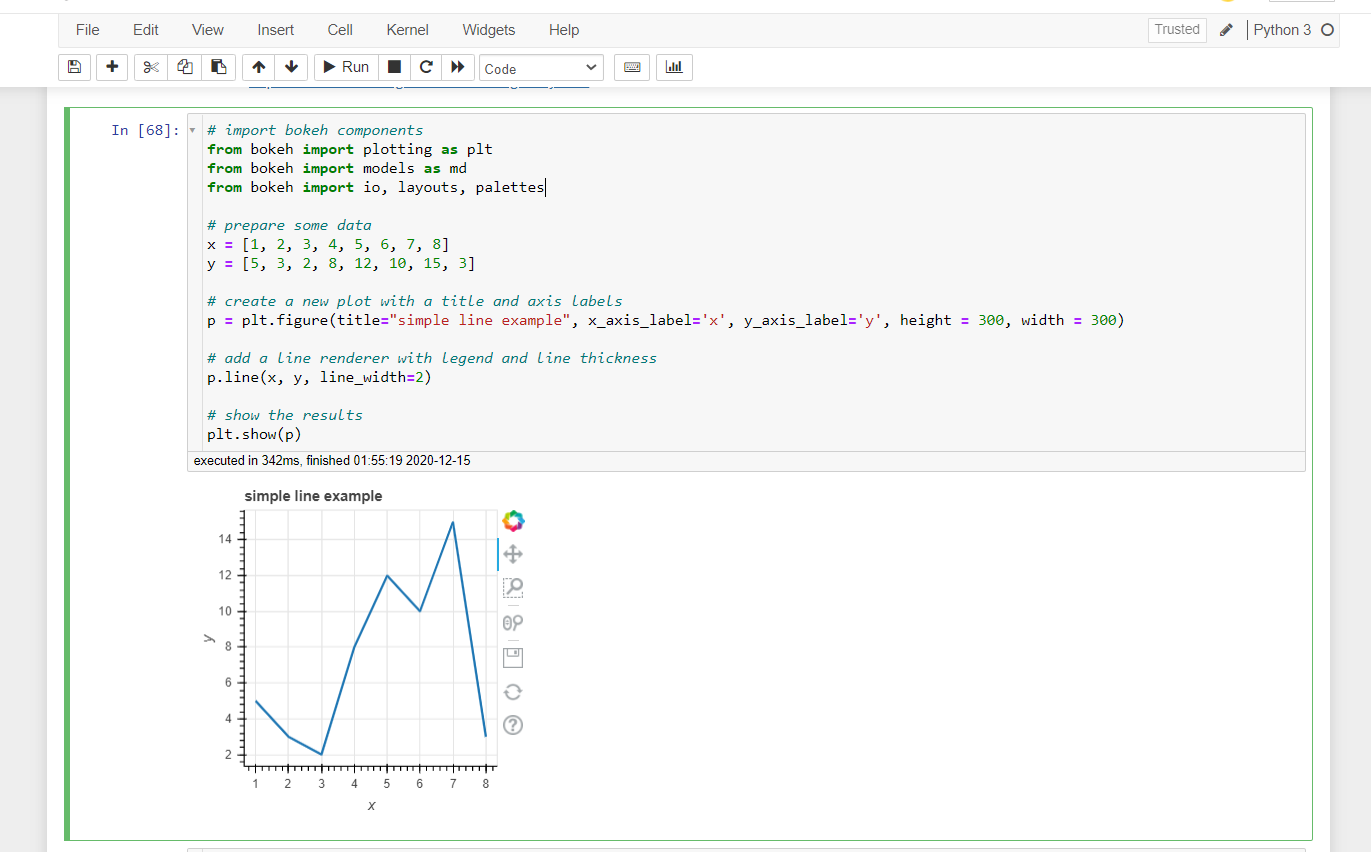 File Edit View Insert Cell Kernel Widgets Help Trusted Python 3
Run Code
In [68]:
# import bokeh components
from bokeh import plotting as plt
from bokeh import models as md
from bokeh import io, layouts, palettes
# prepare some data
x = [1, 2, 3, 4, 5, 6, 7, 8]
y = [5, 3, 2, 8, 12, 10, 15, 3]
# create a new plot with a title and axis labels
p = plt.figure(title="simple line example", x_axis_label='x', y_axis_label='y', height = 300, width = 300)
# add a line renderer with legend and line thickness
p.line(x, y, line_width=2)
# show the results
plt.show(p)
executed in 342ms, finished 01:55:19 2020-12-15
simple line example
14
12
10
8
6
4
2
y
1 2 3 4 5 6 7 8
x